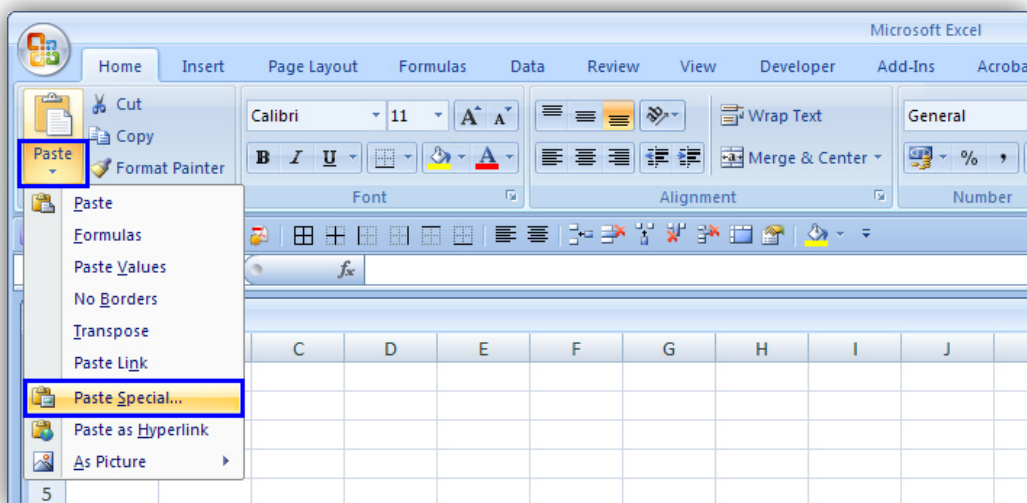 Microsoft Excel
Home Insert Page Layout Formulas Data Review View Developer Add-Ins Acroba
Cut
Copy
Format Painter
Paste
Calibri 11 A A
B I U A
Font
Wrap Text
Merge & Center
Alignment
General
% ,
Number
Paste
Formulas
Paste Values
No Borders
Transpose
Paste Link
Paste Special...
Paste as Hyperlink
As Picture
fx
C D E F G H I J
5